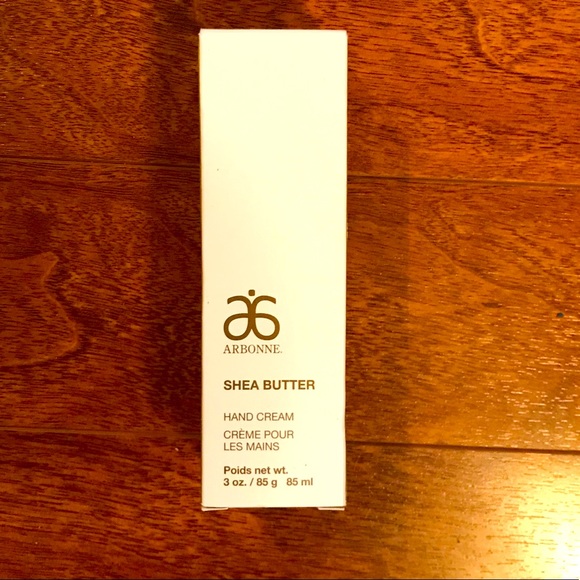 ARBONNE.
SHEA BUTTER
HAND CREAM
CRÈME POUR
LES MAINS
Poids net wt.
3 oz. / 85 g 85 ml